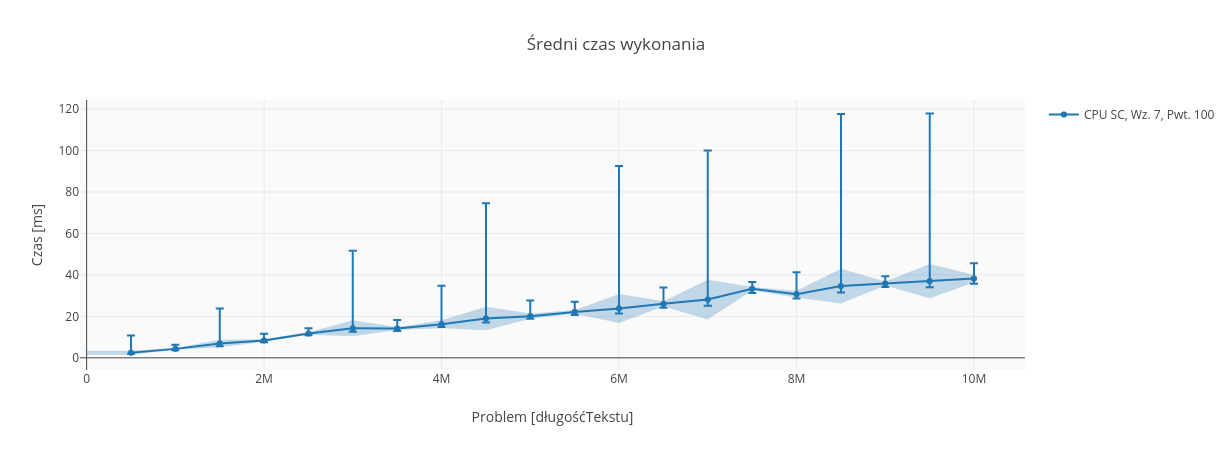 Średni czas wykonania
CPU SC, Wz. 7, Pwt. 100
Czas [ms]
120
100
80
60
40
20
0
0
2M
4M
6M
8M
10M
Problem [długośćTekstu]